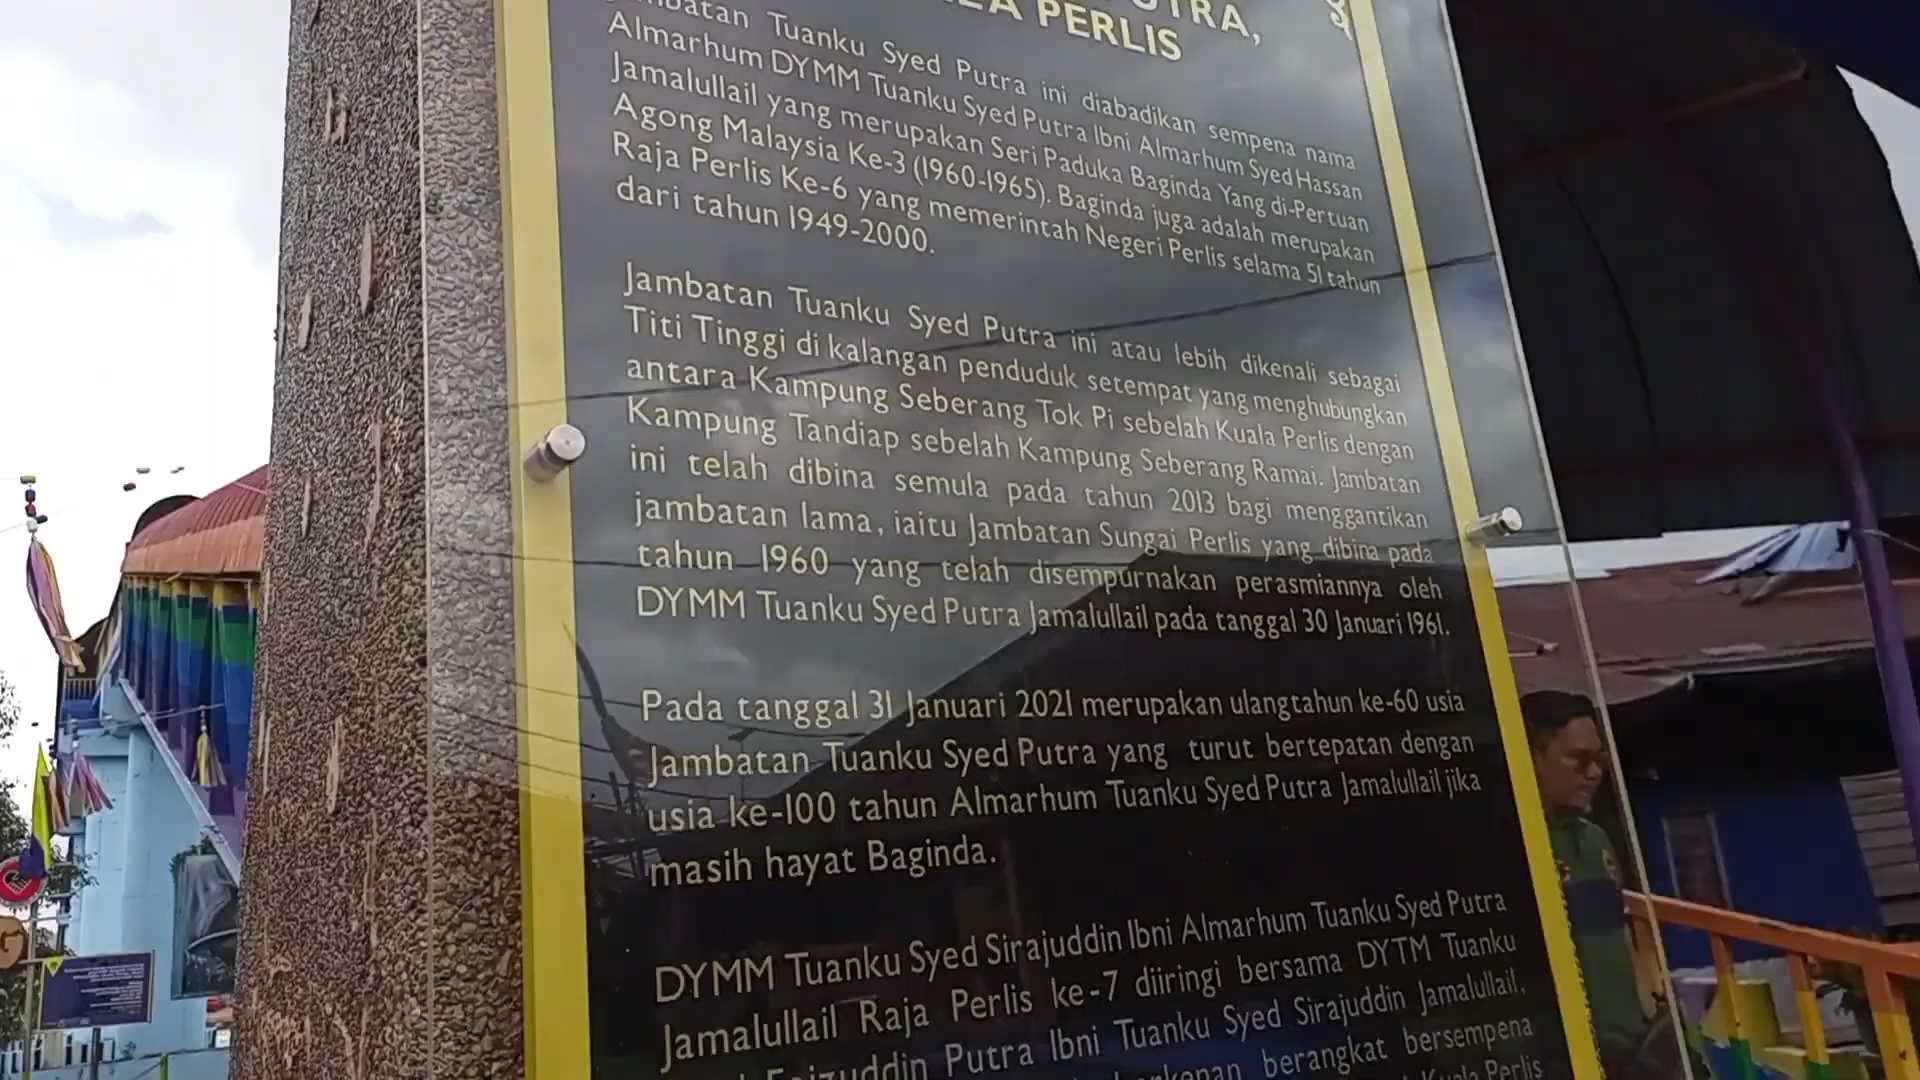 PUTRA,
PERLIS
Jambatan Tuanku Syed Putra ini diabadikan sempena nama
Almarhum DYMM Tuanku Syed Putra Ibni Almarhum Syed Hassan
Jamalullail yang merupakan Seri Paduka Baginda Yang di-Pertuan
Agong Malaysia Ke-3 (1960-1965). Baginda juga adalah merupakan
Raja Perlis Ke-6 yang memerintah Negeri Perlis selama 51 tahun
dari tahun 1949-2000.
Jambatan Tuanku Syed Putra ini atau lebih dikenali sebagai
Titi Tinggi di kalangan penduduk setempat yang menghubungkan
antara Kampung Seberang Tok Pi sebelah Kuala Perlis dengan
Kampung Tandiap sebelah Kampung Seberang Ramai. Jambatan
ini telah dibina semula pada tahun 2013 bagi menggantikan
jambatan lama, iaitu Jambatan Sungai Perlis yang dibina pada
tahun 1960 yang telah disempurnakan perasmiannya oleh
DYMM Tuanku Syed Putra Jamalullail pada tanggal 30 Januari 1961.
Pada tanggal 31 Januari 2021 merupakan ulangtahun ke-60 usia
Jambatan Tuanku Syed Putra yang turut bertepatan dengan
usia ke-100 tahun Almarhum Tuanku Syed Putra Jamalullail jika
masih hayat Baginda.
DYMM Tuanku Syed Sirajuddin Ibni Almarhum Tuanku Syed Putra
Jamalullail Raja Perlis ke-7 diiringi bersama DYTM Tuanku
Faizuddin Putra Ibni Tuanku Syed Sirajuddin Jamalullail,
berangkat bersempena
Kuala Perlis